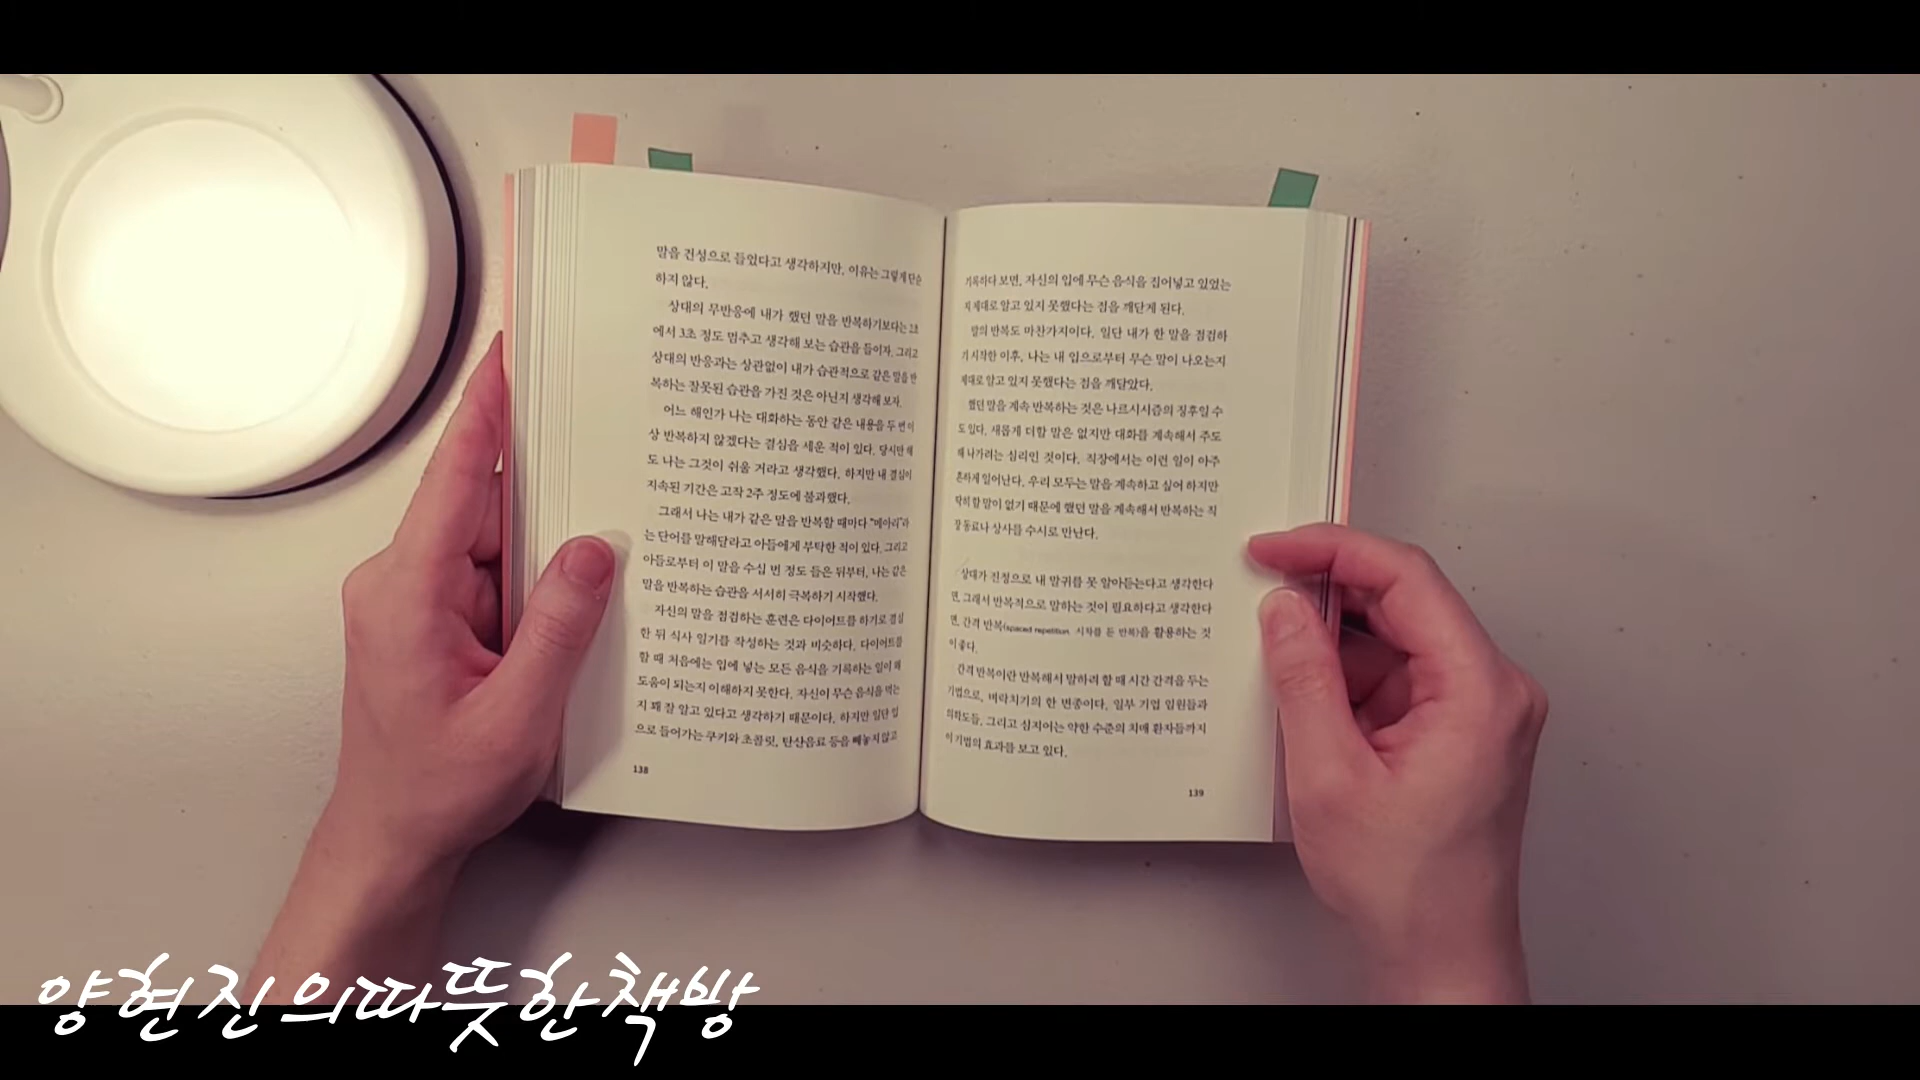 말을 건성으로 들었다고 생각하지만, 이유는 그렇게 단순
하지 않다.
상대의 무반응에 내가 했던 말을 반복하기보다는 2초
에서 3초 정도 멈추고 생각해 보는 습관을 들이자. 그리고
상대의 반응과는 상관없이 내가 습관적으로 같은 말을 반
복하는 잘못된 습관을 가진 것은 아닌지 생각해 보자.
어느 해인가 나는 대화하는 동안 같은 내용을 두 번 이
상 반복하지 않겠다는 결심을 세운 적이 있다. 당시만 해
도 나는 그것이 쉬울 거라고 생각했다. 하지만 내 결심이
지속된 기간은 고작 2주 정도에 불과했다.
그래서 나는 내가 같은 말을 반복할 때마다 “메아리”라
는 단어를 말해달라고 아들에게 부탁한 적이 있다. 그리고
아들로부터 이 말을 수십 번 정도 들은 뒤부터, 나는 같은
말을 반복하는 습관을 서서히 극복하기 시작했다.
자신의 말을 점검하는 훈련은 다이어트를 하기로 결심
한 뒤 식사 일기를 작성하는 것과 비슷하다. 다이어트를
할 때 처음에는 입에 넣는 모든 음식을 기록하는 일이 왜
도움이 되는지 이해하지 못한다. 자신이 무슨 음식을 먹는
지 꽤 잘 알고 있다고 생각하기 때문이다. 하지만 일단 입
으로 들어가는 쿠키와 초콜릿, 탄산음료 등을 빼놓지 않고
138
기록하다 보면, 자신의 입에 무슨 음식을 집어넣고 있었는
지 제대로 알고 있지 못했다는 점을 깨닫게 된다.
말의 반복도 마찬가지이다. 일단 내가 한 말을 점검하
기 시작한 이후, 나는 내 입으로부터 무슨 말이 나오는지
제대로 알고 있지 못했다는 점을 깨달았다.
했던 말을 계속 반복하는 것은 나르시시즘의 징후일 수
도 있다. 새롭게 더할 말은 없지만 대화를 계속해서 주도
해 나가려는 심리인 것이다. 직장에서는 이런 일이 아주
흔하게 일어난다. 우리 모두는 말을 계속하고 싶어 하지만
딱히 할 말이 없기 때문에 했던 말을 계속해서 반복하는 직
장 동료나 상사를 수시로 만난다.
상대가 진정으로 내 말귀를 못 알아듣는다고 생각한다
면, 그래서 반복적으로 말하는 것이 필요하다고 생각한다
면, 간격 반복(spaced repetition, 시차를 둔 반복)을 활용하는 것
이 좋다.
간격 반복이란 반복해서 말하려 할 때 시간 간격을 두는
기법으로, 벼락치기의 한 변종이다. 일부 기업 임원들과
의학도들, 그리고 심지어는 약한 수준의 치매 환자들까지
이 기법의 효과를 보고 있다.
139
양현진의따뜻한책방